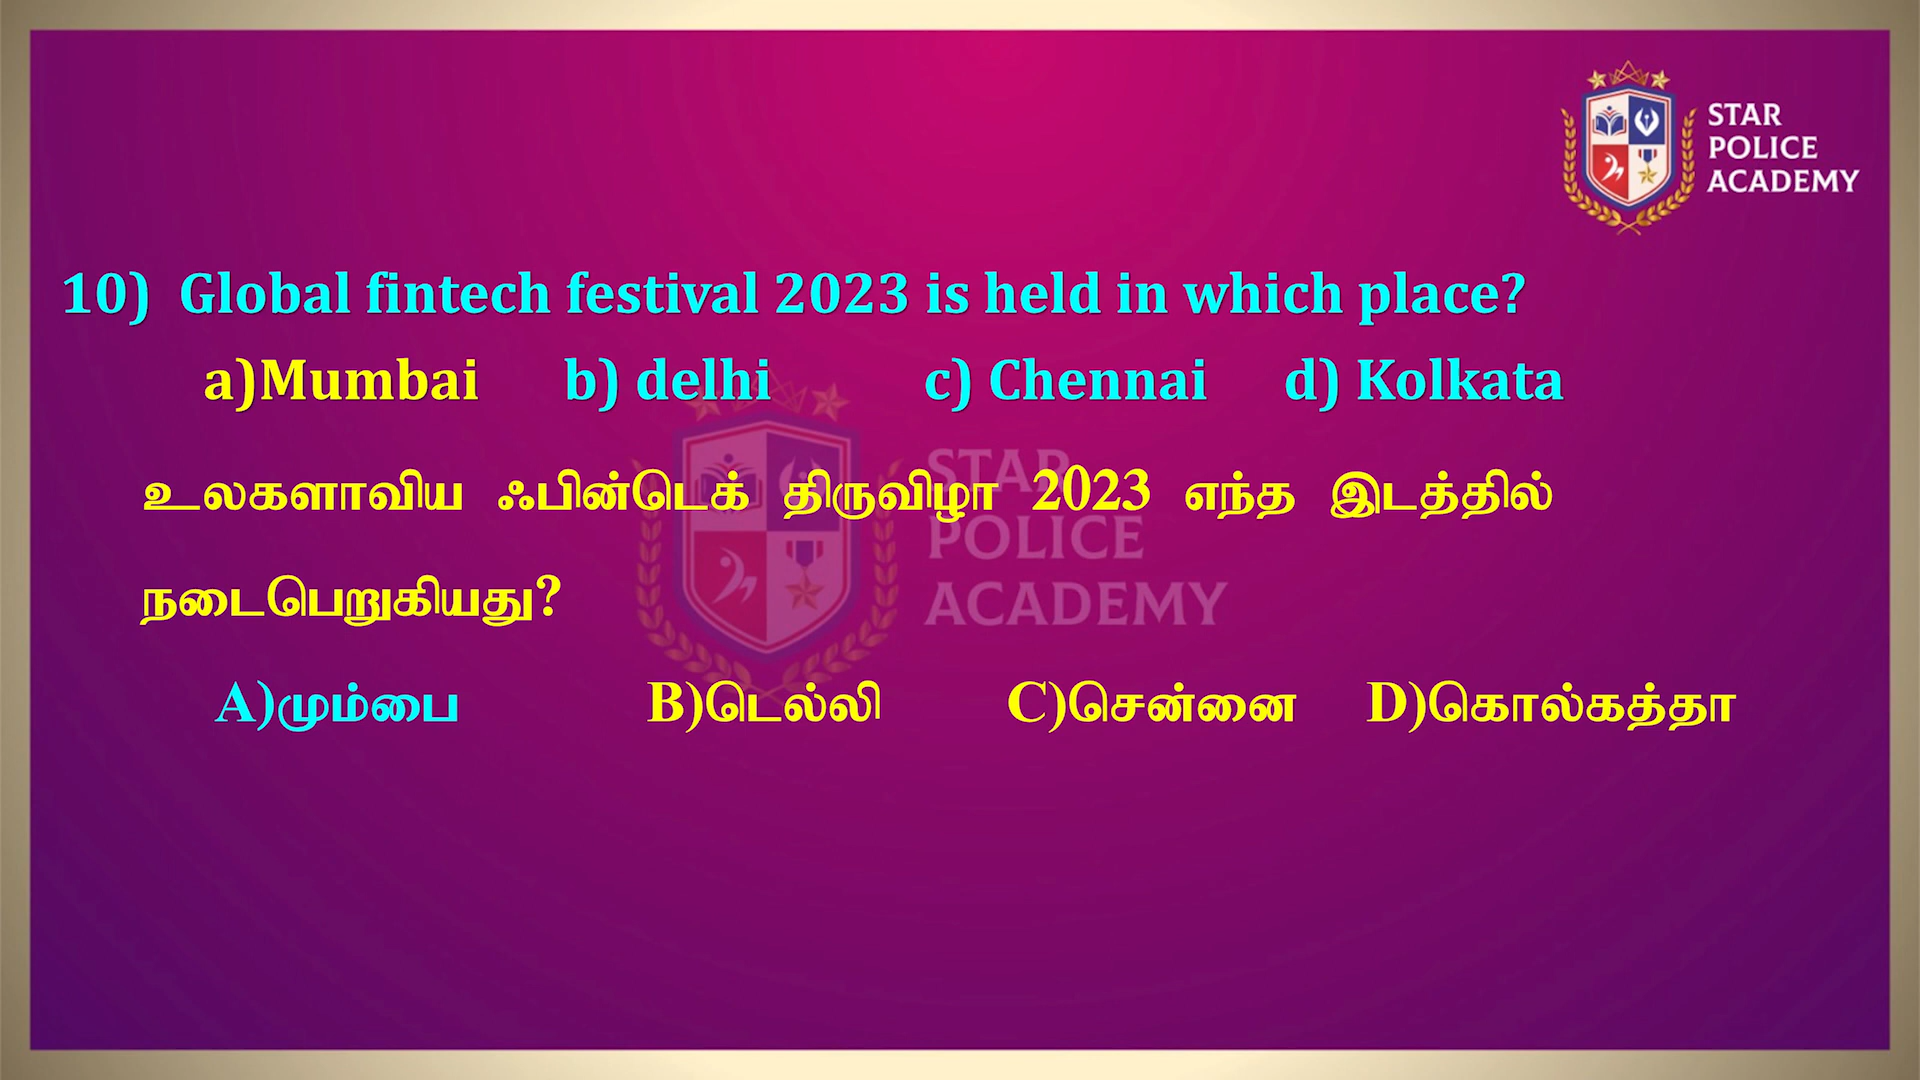 STAR
POLICE
ACADEMY
10) Global fintech festival 2023 is held in which place?
a)Mumbai b) delhi c) Chennai d) Kolkata
உலகளாவிய ஃபின்டெக் திருவிழா 2023 எந்த இடத்தில்
நடைபெறுகியது?
A)மும்பை B)டெல்லி C)சென்னை D)கொல்கத்தா
STAR
POLICE
ACADEMY